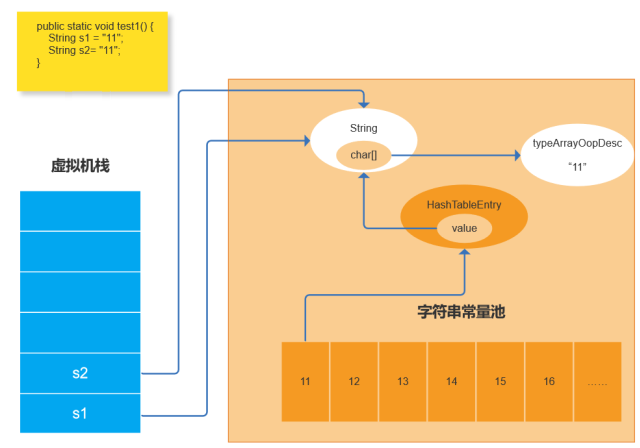 public static void test1() {
String s1 = "11";
String s2= "11";
}
String
char[]
typeArrayOopDesc
“11”
虚拟机栈
HashTableEntry
value
字符串常量池
s2
s1
11 12 13 14 15 16 ……